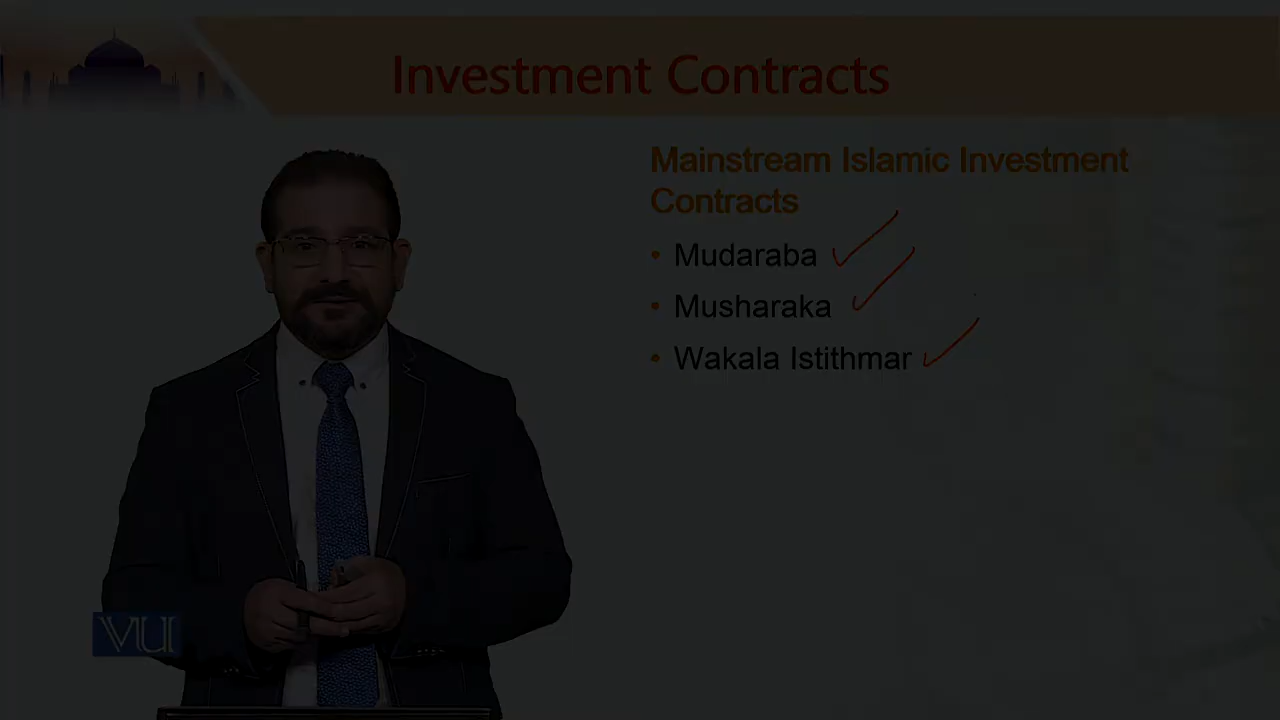 Investment Contracts
Mainstream Islamic Investment
Contracts
• Mudaraba
• Musharaka
• Wakala Istithmar
VU